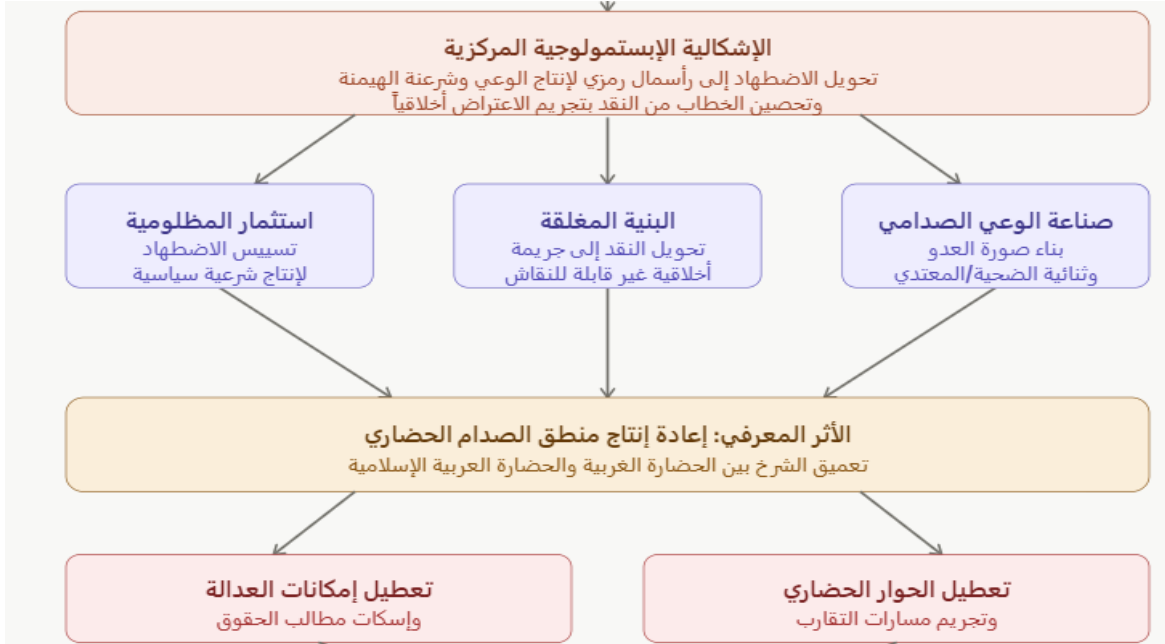 الإشكالية الإبستمولوجية المركزية
تحويل الاضطهاد إلى رأسمال رمزي لإنتاج الوعي وشرعنة الهيمنة
وتحصين الخطاب من النقد بتجريم الاعتراض أخلاقياً
صناعة الوعي الصدامي
بناء صورة العدو
وثنائية الضحية/المعتدي
البنية المغلقة
تحويل النقد إلى جريمة
أخلاقية غير قابلة للنقاش
استثمار المظلومية
تسييس الاضطهاد
لإنتاج شرعية سياسية
الأثر المعرفي: إعادة إنتاج منطق الصدام الحضاري
تعميق الشرخ بين الحضارة الغربية والحضارة العربية الإسلامية
تعطيل الحوار الحضاري
وتجريم مسارات التقارب
تعطيل إمكانات العدالة
وإسكات مطالب الحقوق